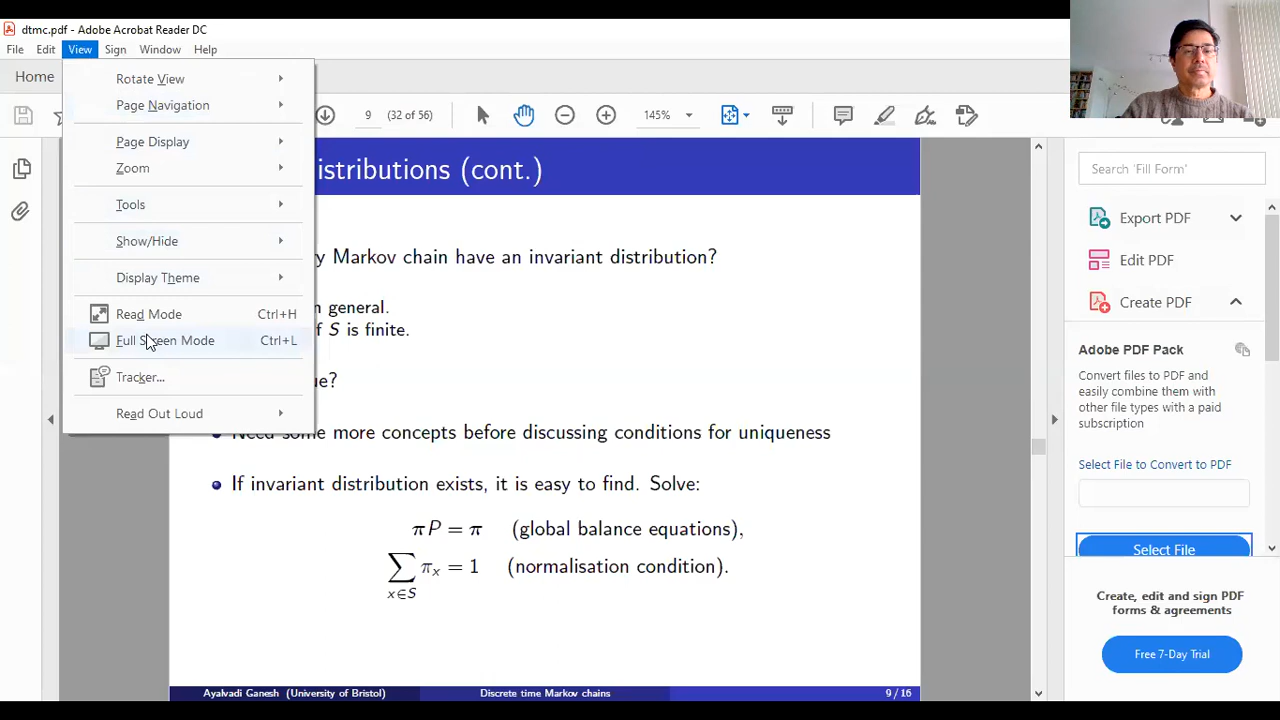 dtmc.pdf - Adobe Acrobat Reader DC
File Edit View Sign Window Help
Home
(32 of 56) 145%
Rotate View
Page Navigation
Page Display
Zoom
Tools
Show/Hide
Display Theme
Read Mode Ctrl+H
Full Screen Mode Ctrl+L
Tracker...
Read Out Loud
istributions (cont.)
y Markov chain have an invariant distribution?
n general.
f S is finite.
ue?
Need some more concepts before discussing conditions for uniqueness
If invariant distribution exists, it is easy to find. Solve:
πP = π (global balance equations),
∑ πₓ = 1 (normalisation condition).
x∈S
Ayalvadi Ganesh (University of Bristol) Discrete time Markov chains 9 / 16
Search 'Fill Form'
Export PDF
Edit PDF
Create PDF
Adobe PDF Pack
Convert files to PDF and
easily combine them with
other file types with a paid
subscription
Select File to Convert to PDF
Select File
Create, edit and sign PDF
forms & agreements
Free 7-Day Trial